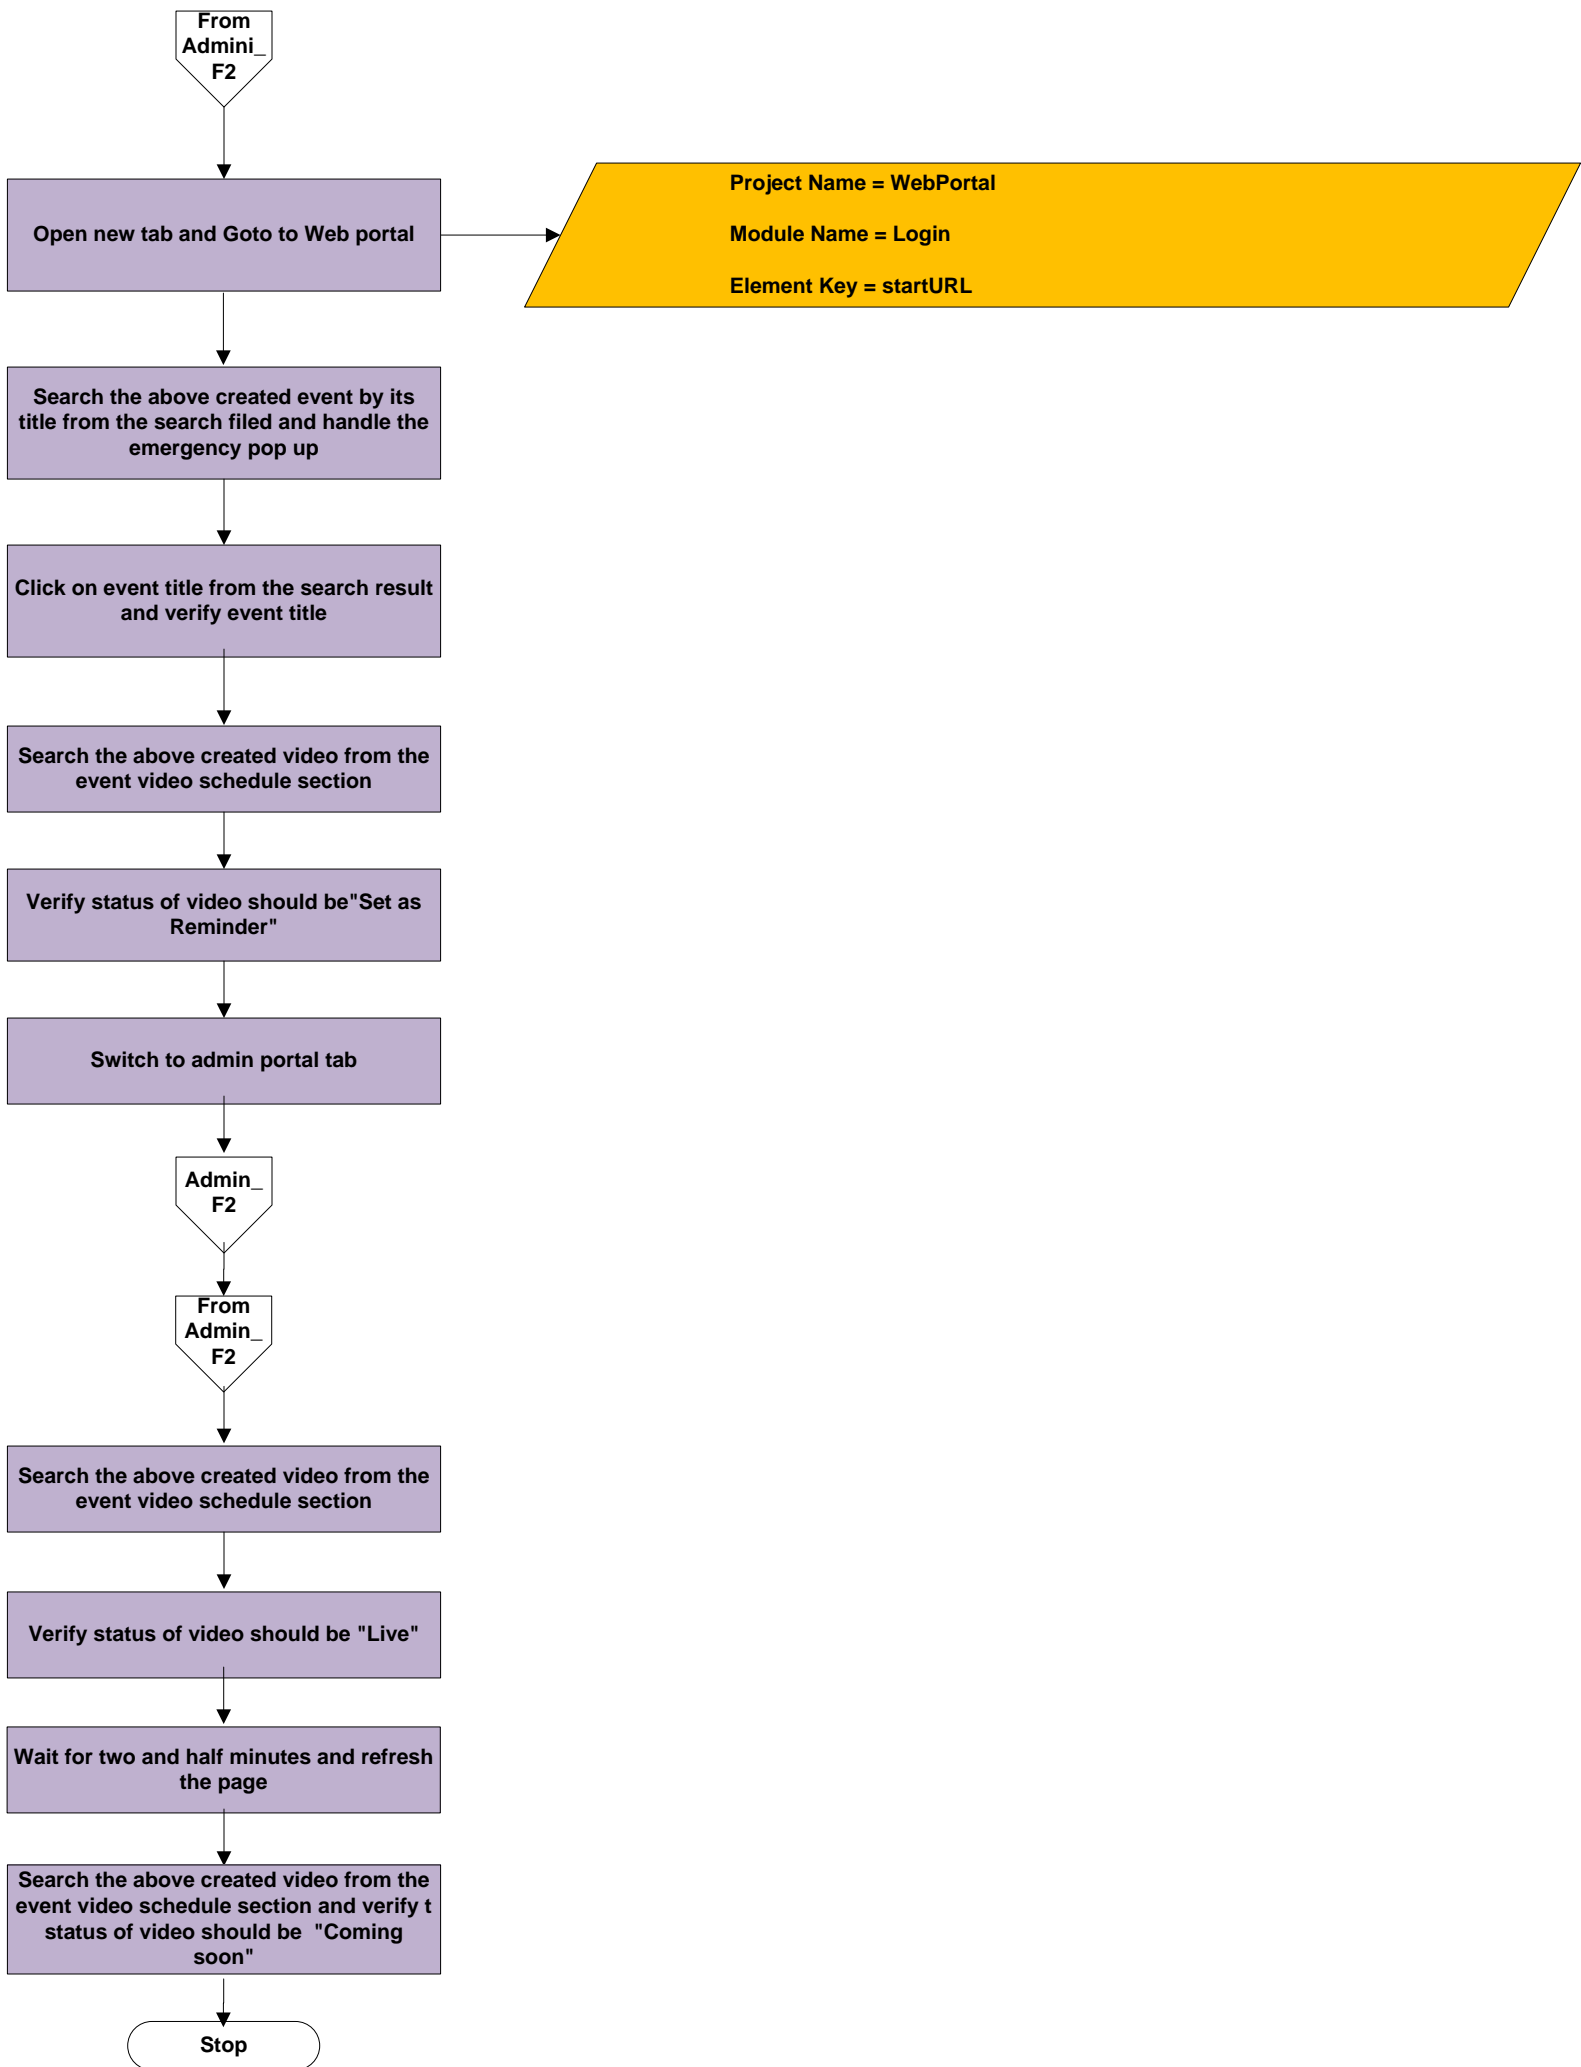 From
Admini_
F2
Open new tab and Goto to Web portal
Project Name = WebPortal
Module Name = Login
Element Key = startURL
Search the above created event by its
title from the search filed and handle the
emergency pop up
Click on event title from the search result
and verify event title
Search the above created video from the
event video schedule section
Verify status of video should be"Set as
Reminder"
Switch to admin portal tab
Admin_
F2
From
Admin_
F2
Search the above created video from the
event video schedule section
Verify status of video should be "Live"
Wait for two and half minutes and refresh
the page
Search the above created video from the
event video schedule section and verify t
status of video should be  "Coming
soon"
Stop